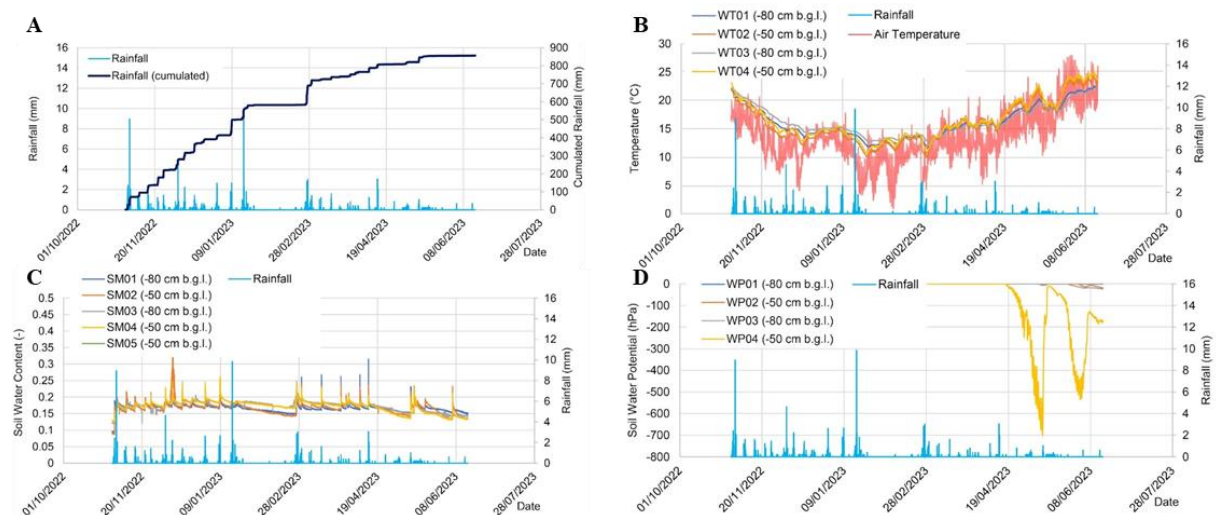 A
Rainfall
Rainfall (cumulated)
Rainfall (mm)
16
14
12
10
8
6
4
2
0
900
800
700
600
500
400
300
200
100
0
Cumulated Rainfall (mm)
01/10/2022
20/11/2022
09/01/2023
28/02/2023
19/04/2023
08/06/2023
28/07/2023
Date
B
WT01 (-80 cm b.g.l.)
WT02 (-50 cm b.g.l.)
WT03 (-80 cm b.g.l.)
WT04 (-50 cm b.g.l.)
Rainfall
Air Temperature
Temperature (°C)
30
25
20
15
10
5
0
16
14
12
10
8
6
4
2
0
Rainfall (mm)
01/10/2022
20/11/2022
09/01/2023
28/02/2023
19/04/2023
08/06/2023
28/07/2023
Date
C
SM01 (-80 cm b.g.l.)
SM02 (-50 cm b.g.l.)
SM03 (-80 cm b.g.l.)
SM04 (-50 cm b.g.l.)
SM05 (-50 cm b.g.l.)
Rainfall
Soil Water Content (-)
0.5
0.45
0.4
0.35
0.3
0.25
0.2
0.15
0.1
0.05
0
16
14
12
10
8
6
4
2
0
Rainfall (mm)
01/10/2022
20/11/2022
09/01/2023
28/02/2023
19/04/2023
08/06/2023
28/07/2023
Date
D
WP01 (-80 cm b.g.l.)
WP02 (-50 cm b.g.l.)
WP03 (-80 cm b.g.l.)
WP04 (-50 cm b.g.l.)
Rainfall
Soil Water Potential (hPa)
0
-100
-200
-300
-400
-500
-600
-700
-800
16
14
12
10
8
6
4
2
0
Rainfall (mm)
01/10/2022
20/11/2022
09/01/2023
28/02/2023
19/04/2023
08/06/2023
28/07/2023
Date